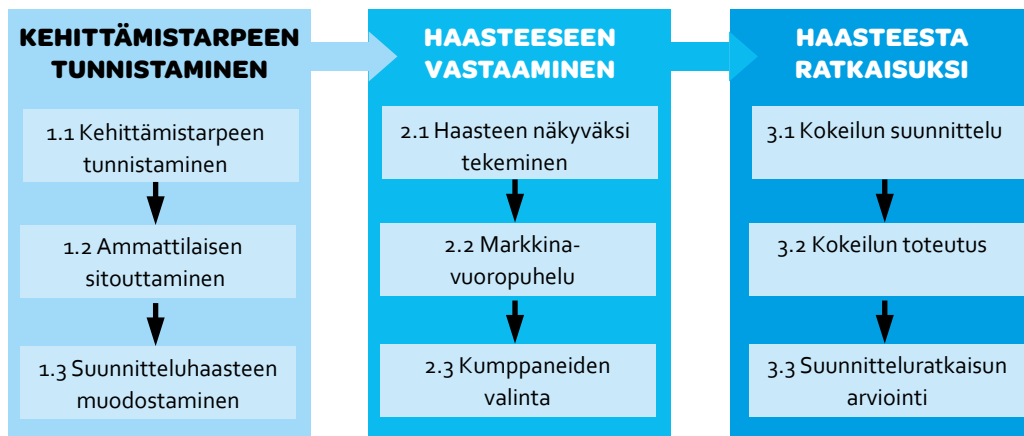 KEHITTÄMISTARPEEN
TUNNISTAMINEN
1.1 Kehittämistarpeen
tunnistaminen
1.2 Ammattilaisen
sitouttaminen
1.3 Suunnitteluhaasteen
muodostaminen
HAASTEESEEN
VASTAAMINEN
2.1 Haasteen näkyväksi
tekeminen
2.2 Markkina-
vuoropuhelu
2.3 Kumppaneiden
valinta
HAASTEESTA
RATKAISUKSI
3.1 Kokeilun suunnittelu
3.2 Kokeilun toteutus
3.3 Suunnitteluratkaisun
arviointi